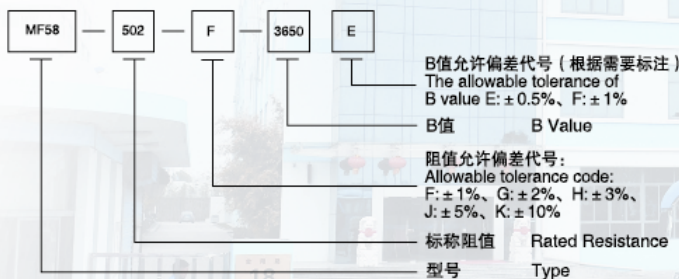 MF58 — 502 — F — 3650 E
B值允许偏差代号（根据需要标注）
The allowable tolerance of
B value E: ±0.5%、F: ±1%
B值 B Value
阻值允许偏差代号：
Allowable tolerance code:
F: ±1%、G: ±2%、H: ±3%、
J: ±5%、K: ±10%
标称阻值 Rated Resistance
型号 Type